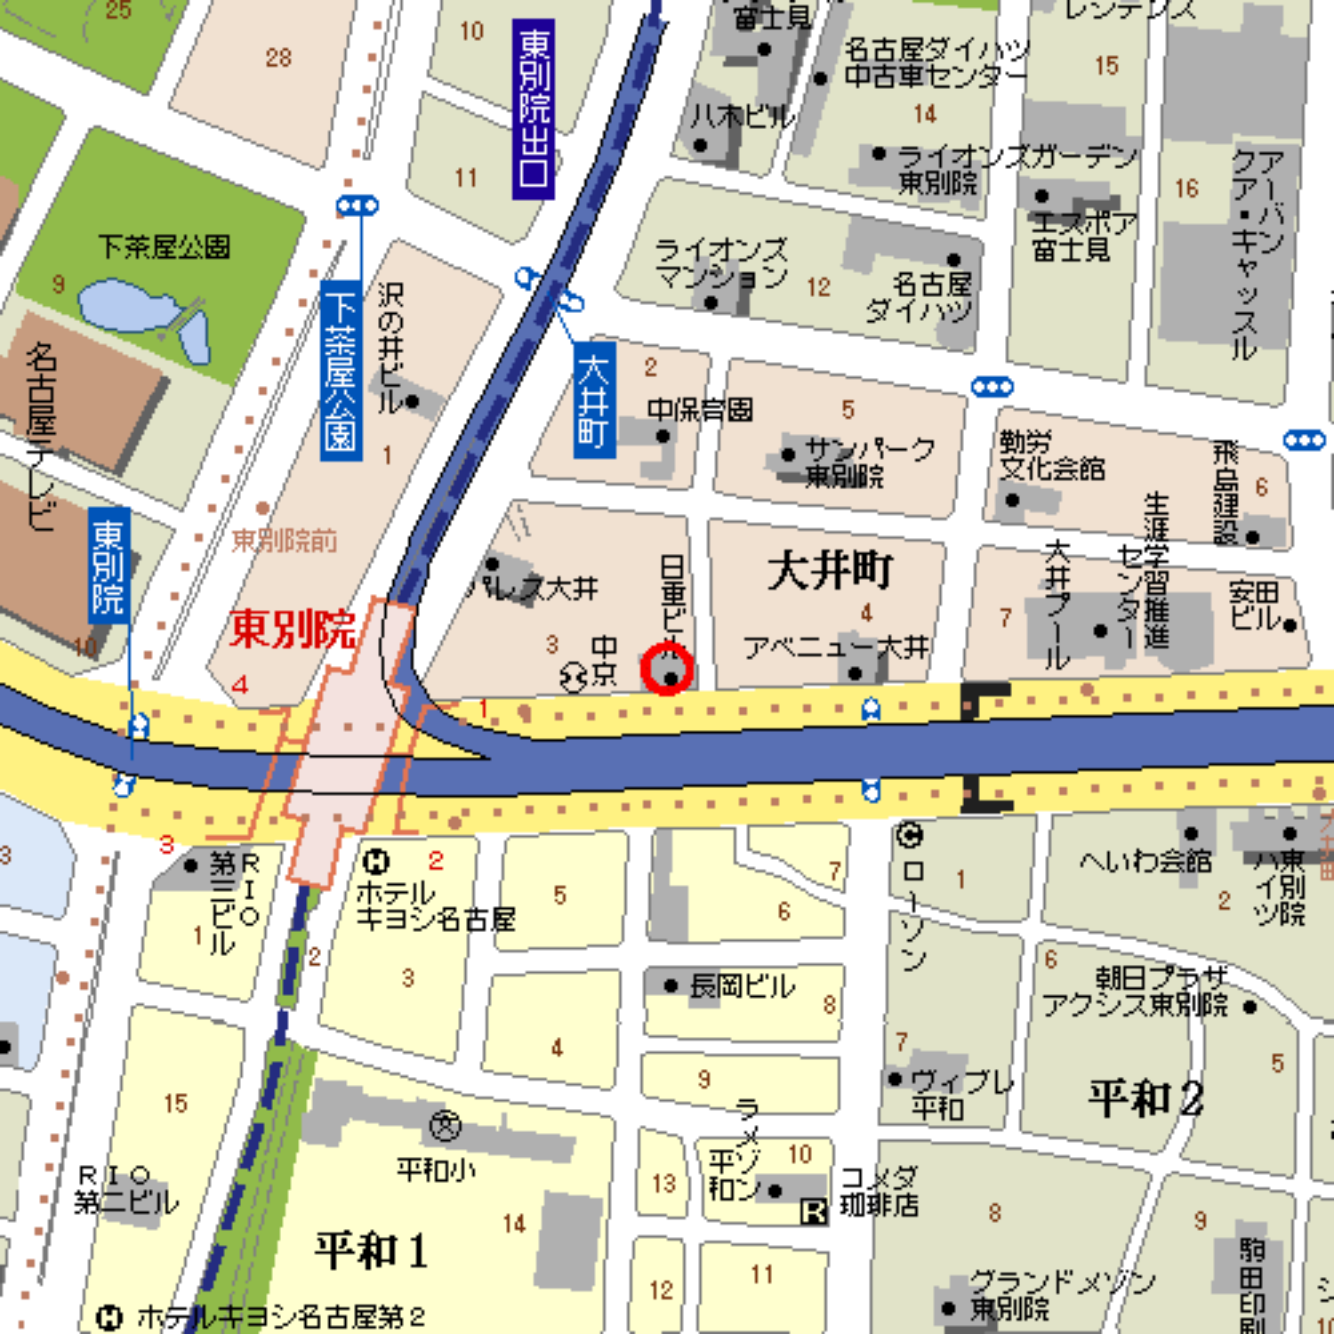 25
28
10
東別院出口
富士見
レジデンス
名古屋ダイハツ
中古車センター
15
八木ビル
14
11
ライオンズガーデン
東別院
16
アーバン
クア・キャッスル
エスポア
富士見
下茶屋公園
9
ライオンズ
マンション
12
名古屋
ダイハツ
下茶屋公園
沢の井ビル
名古屋テレビ
大井町
2
中保育園
5
サンパーク
東別院
勤労
文化会館
飛島建設
6
1
東別院
東別院前
パレス大井
日重ビル
大井町
大井プール
生涯学習推進
センター
安田
ビル
7
4
10
東別院
3
中京
アベニュー大井
4
1
3
3
第三ビル
RIO
2
ホテル
キヨシ名古屋
5
7
6
ローソン
1
へいわ会館
東別院
ハイツ
2
1
2
3
長岡ビル
8
6
朝日プラザ
アクシス東別院
4
7
5
9
ヴィブレ
平和
平和2
15
平和小
ラメゾン
平和
10
コメダ
珈琲店
13
RIO
第二ビル
14
平和1
8
9
12
11
グランドメゾン
東別院
駒田印刷
ホテルキヨシ名古屋第2
10